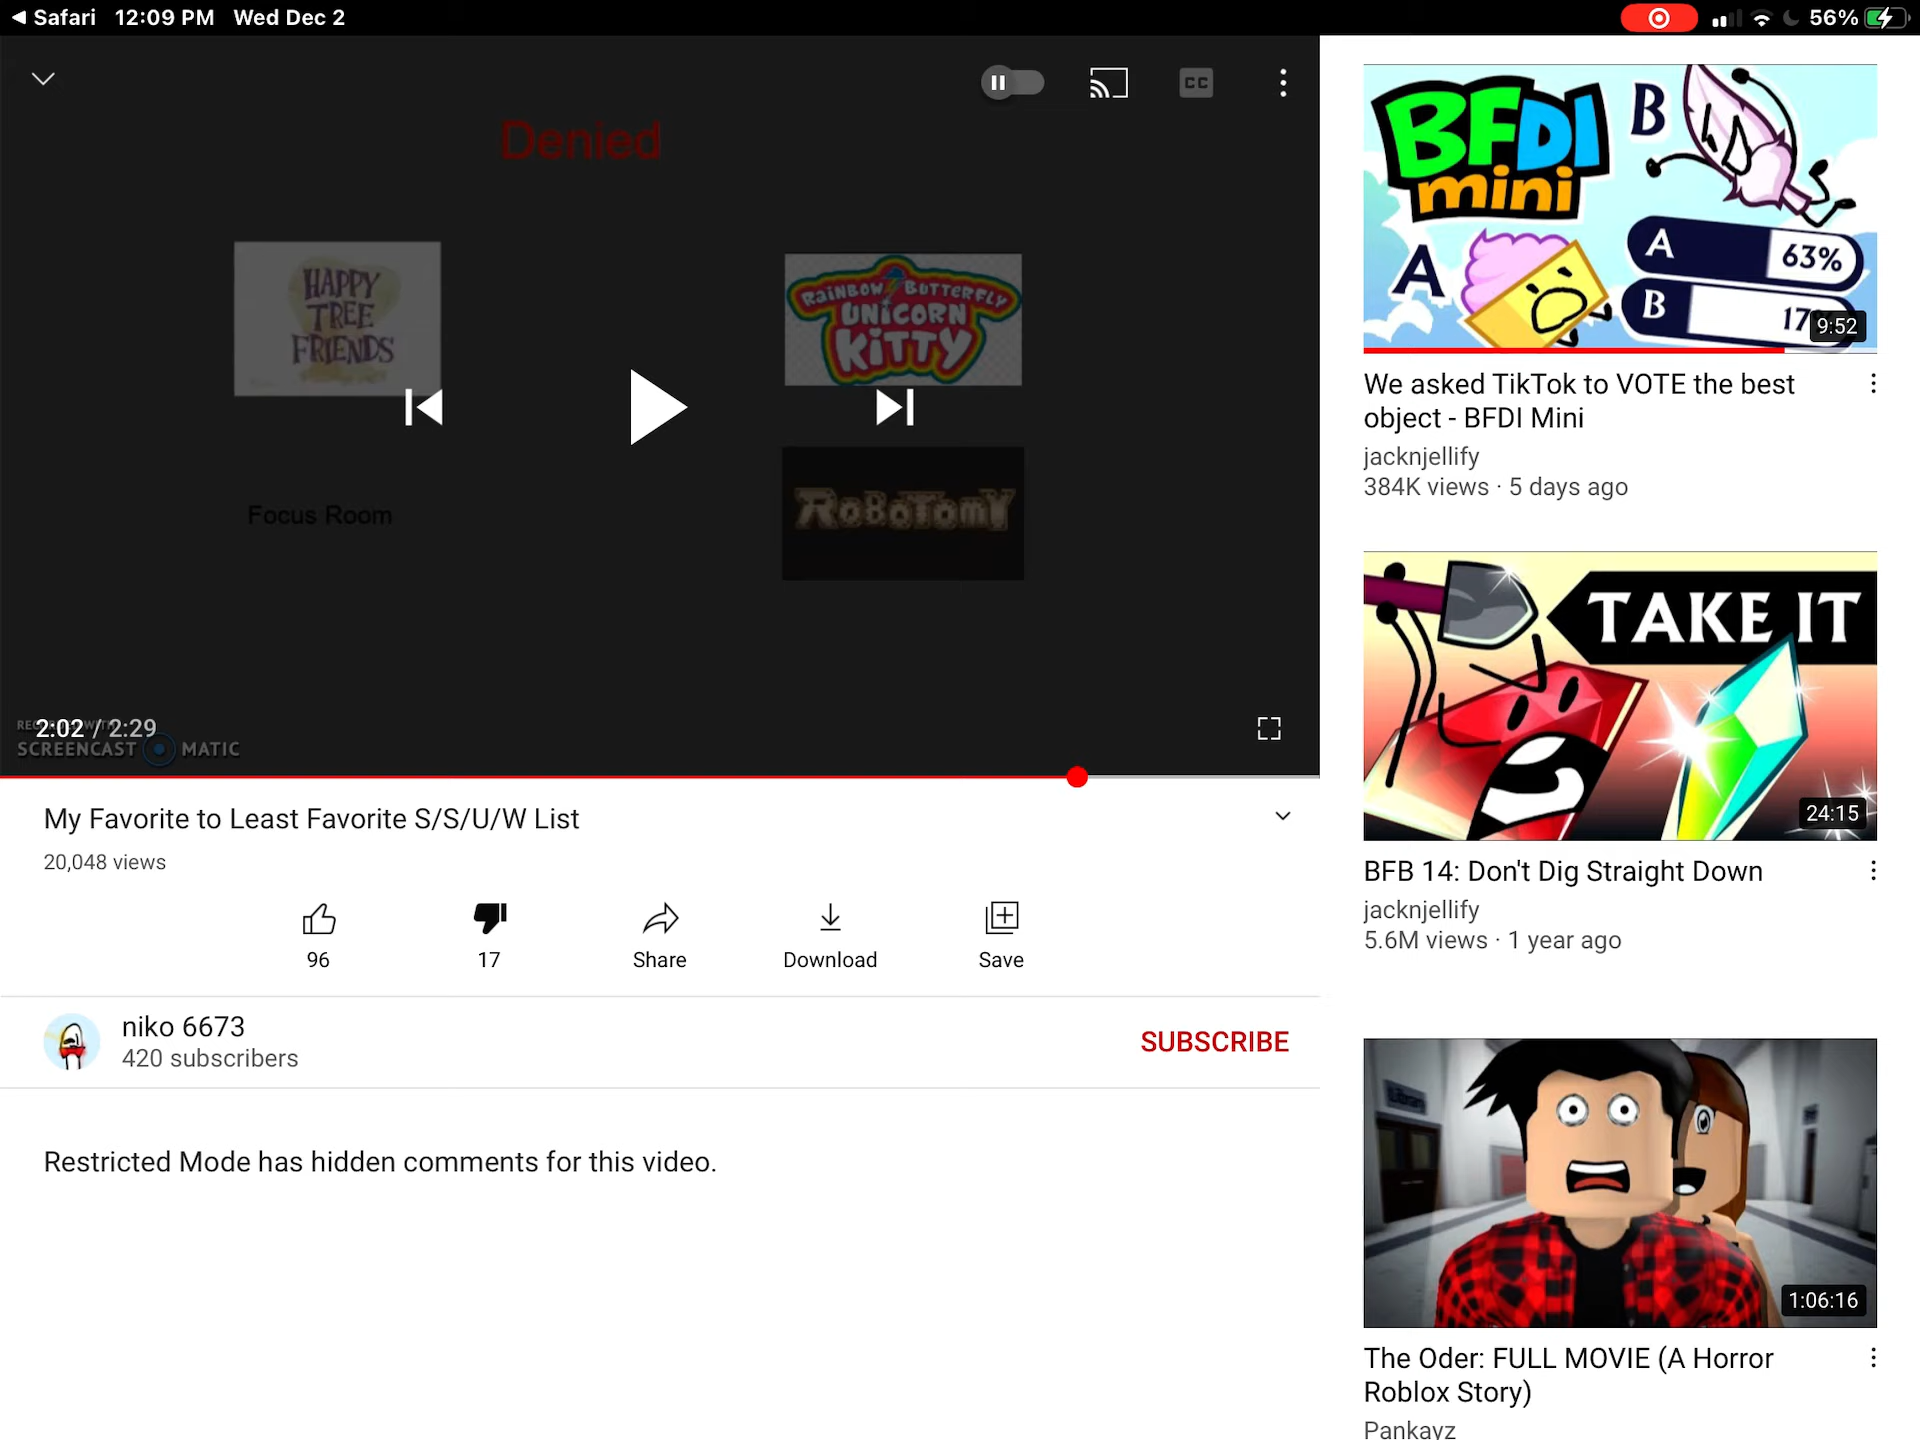 Safari 12:09 PM Wed Dec 2
56%
CC
Denied
HAPPY
TREE
FRIENDS
RAINBOW BUTTERFLY
UNICORN
KITTY
Focus Room
ROBOTOMY
2:02 / 2:29
SCREENCAST MATIC
My Favorite to Least Favorite S/S/U/W List
20,048 views
96
17
Share
Download
Save
niko 6673
420 subscribers
SUBSCRIBE
Restricted Mode has hidden comments for this video.
BFDI
mini
B
A
A 63%
B 17
9:52
We asked TikTok to VOTE the best
object - BFDI Mini
jacknjellify
384K views · 5 days ago
TAKE IT
24:15
BFB 14: Don't Dig Straight Down
jacknjellify
5.6M views · 1 year ago
Library
1:06:16
The Oder: FULL MOVIE (A Horror
Roblox Story)
Pankayz